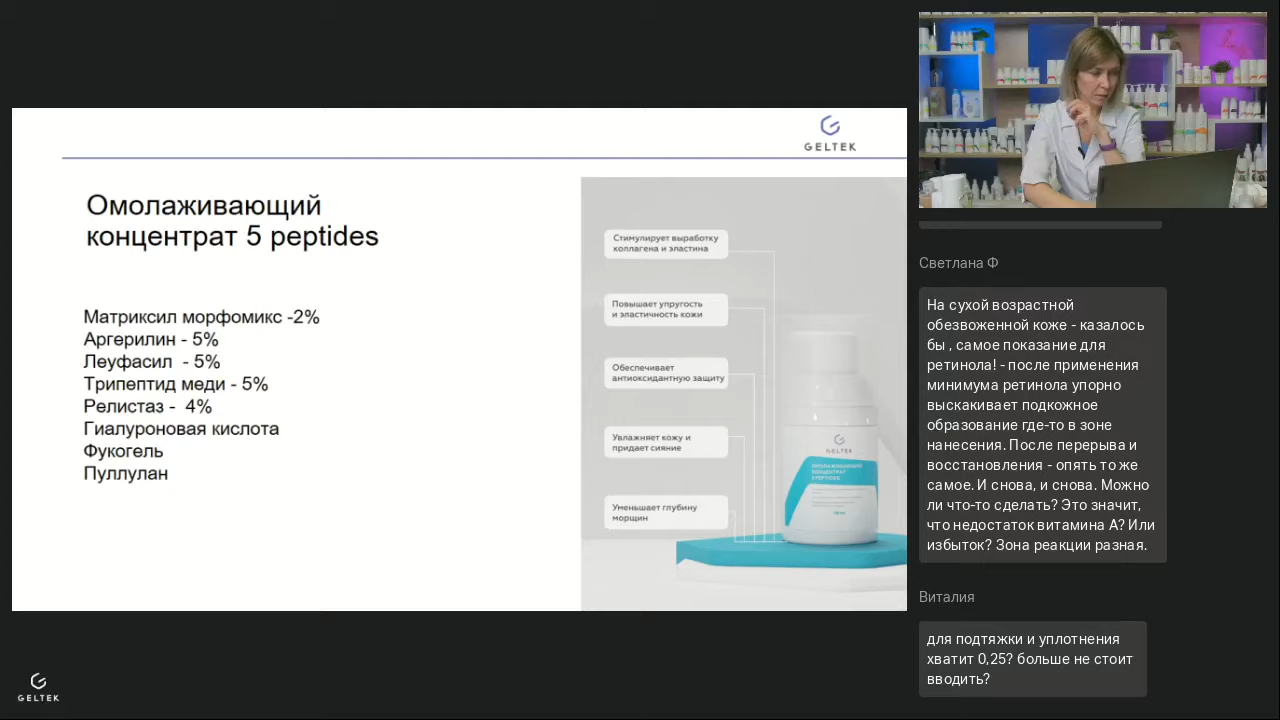 GELTEK
Омолаживающий
концентрат 5 peptides
Матриксил морфомикс -2%
Аргерилин - 5%
Леуфасил - 5%
Трипептид меди - 5%
Релистаз - 4%
Гиалуроновая кислота
Фукогель
Пуллулан
Стимулирует выработку
коллагена и эластина
Повышает упругость
и эластичность кожи
Обеспечивает
антиоксидантную защиту
Увлажняет кожу и
придает сияние
Уменьшает глубину
морщин
GELTEK
ОМОЛАЖИВАЮЩИЙ
КОНЦЕНТРАТ
5 PEPTIDES
GELTEK
Светлана Ф
На сухой возрастной
обезвоженной коже - казалось
бы , самое показание для
ретинола! - после применения
минимума ретинола упорно
выскакивает подкожное
образование где-то в зоне
нанесения. После перерыва и
восстановления - опять то же
самое. И снова, и снова. Можно
ли что-то сделать? Это значит,
что недостаток витамина А? Или
избыток? Зона реакции разная.
Виталия
для подтяжки и уплотнения
хватит 0,25? больше не стоит
вводить?